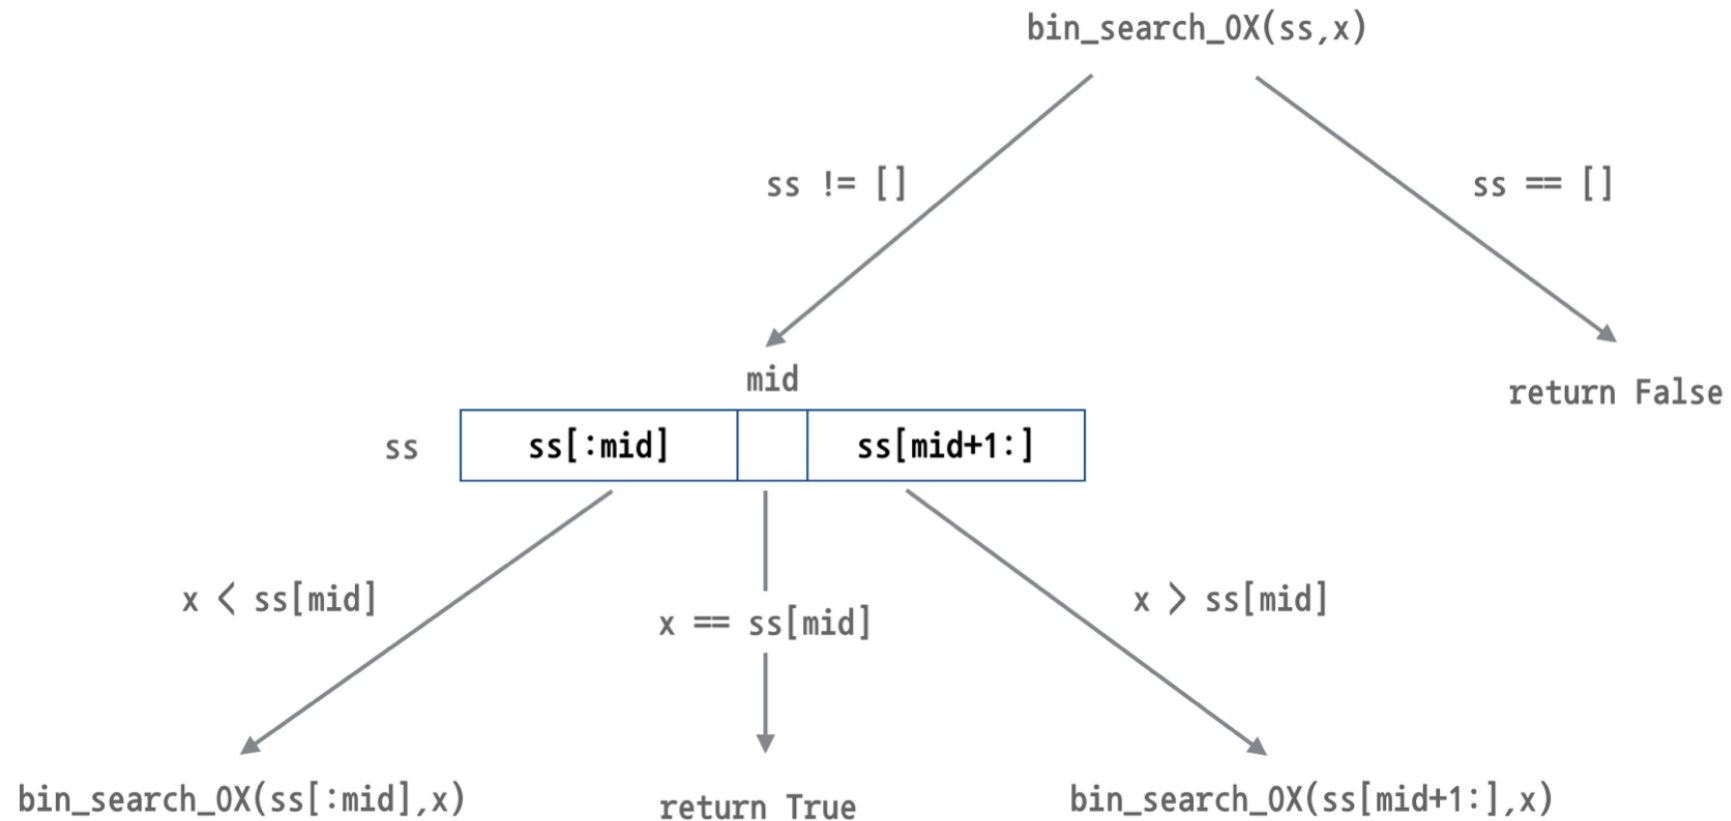 bin_search_OX(ss,x)
ss != []
ss == []
mid
return False
ss
ss[:mid]
ss[mid+1:]
x < ss[mid]
x == ss[mid]
x > ss[mid]
bin_search_OX(ss[:mid],x)
return True
bin_search_OX(ss[mid+1:],x)